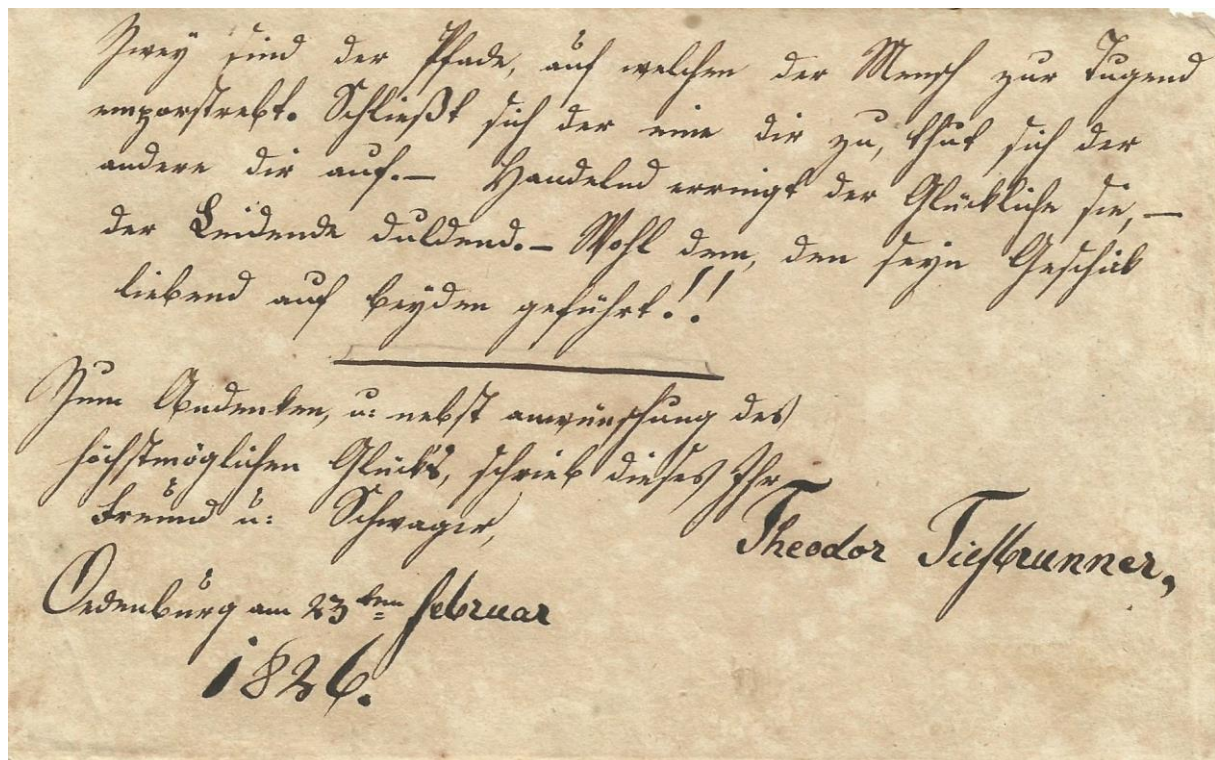 Zwey sind der Pfade, auf welchen der Mensch zur Tugend
emporstrebt. Schließt sich der eine dir zu, thut sich der
andere dir auf.— Handelnd erringt der Glückliche sie,—
der Leidende duldend.— Wohl dem, den seyn Geschick
liebend auf beyden geführt!!
Zum Andenken, u: nebst anwünschung des
höchstmöglichen Glücks, schrieb dieses Ihr
Freund u: Schwager,
Theodor Tiefbrunner,
Oedenburg am 23ten Februar
1826.